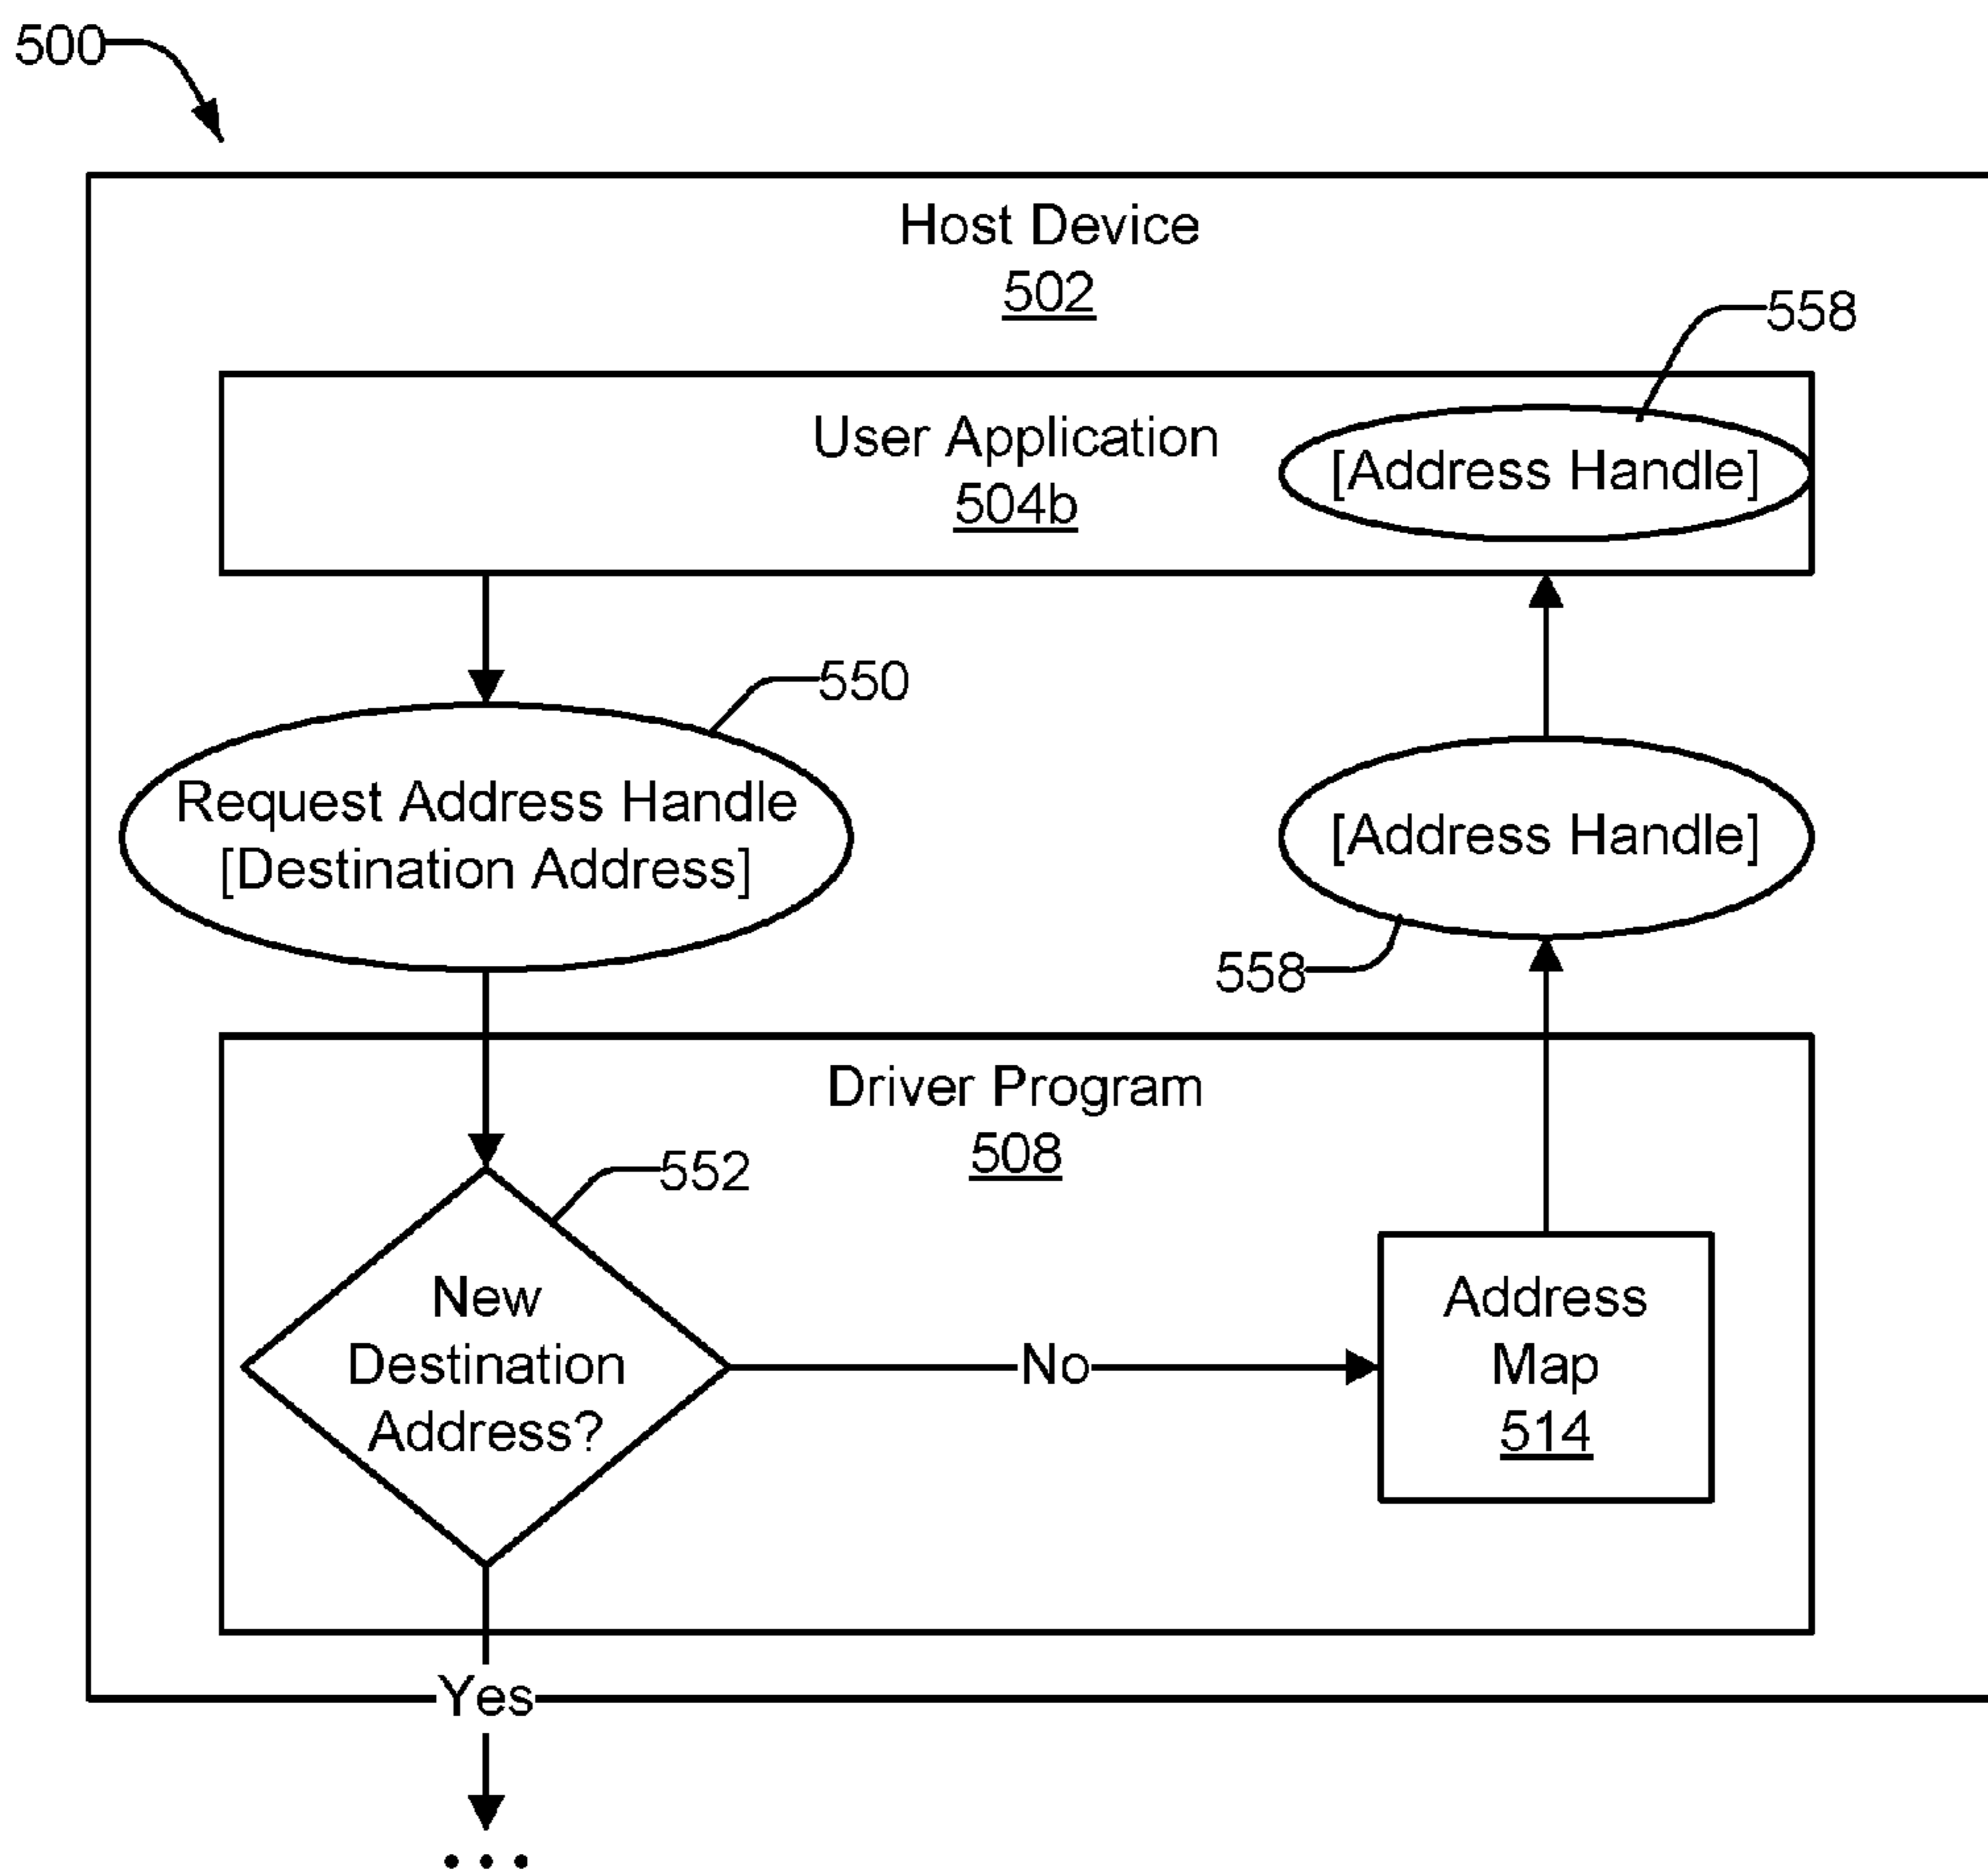 500
Host Device
502
558
User Application
504b
[Address Handle]
550
Request Address Handle
[Destination Address]
[Address Handle]
558
Driver Program
508
552
New
Destination
Address?
No
Address
Map
514
Yes
...